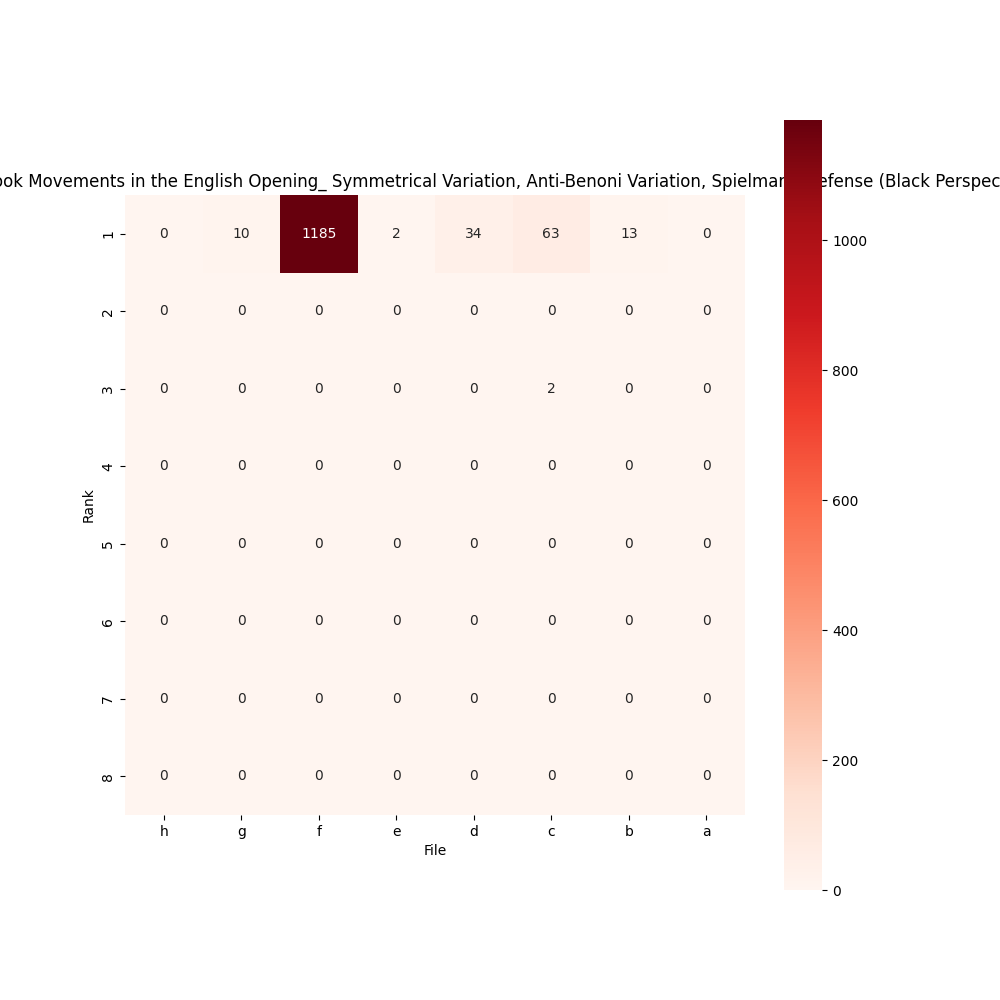 ook Movements in the English Opening_ Symmetrical Variation, Anti-Benoni Variation, Spielmann Defense (Black Perspec
1 0 10 1185 2 34 63 13 0
2 0 0 0 0 0 0 0 0
3 0 0 0 0 0 2 0 0
4 0 0 0 0 0 0 0 0
5 0 0 0 0 0 0 0 0
6 0 0 0 0 0 0 0 0
7 0 0 0 0 0 0 0 0
8 0 0 0 0 0 0 0 0
Rank
h g f e d c b a
File
1000
800
600
400
200
0